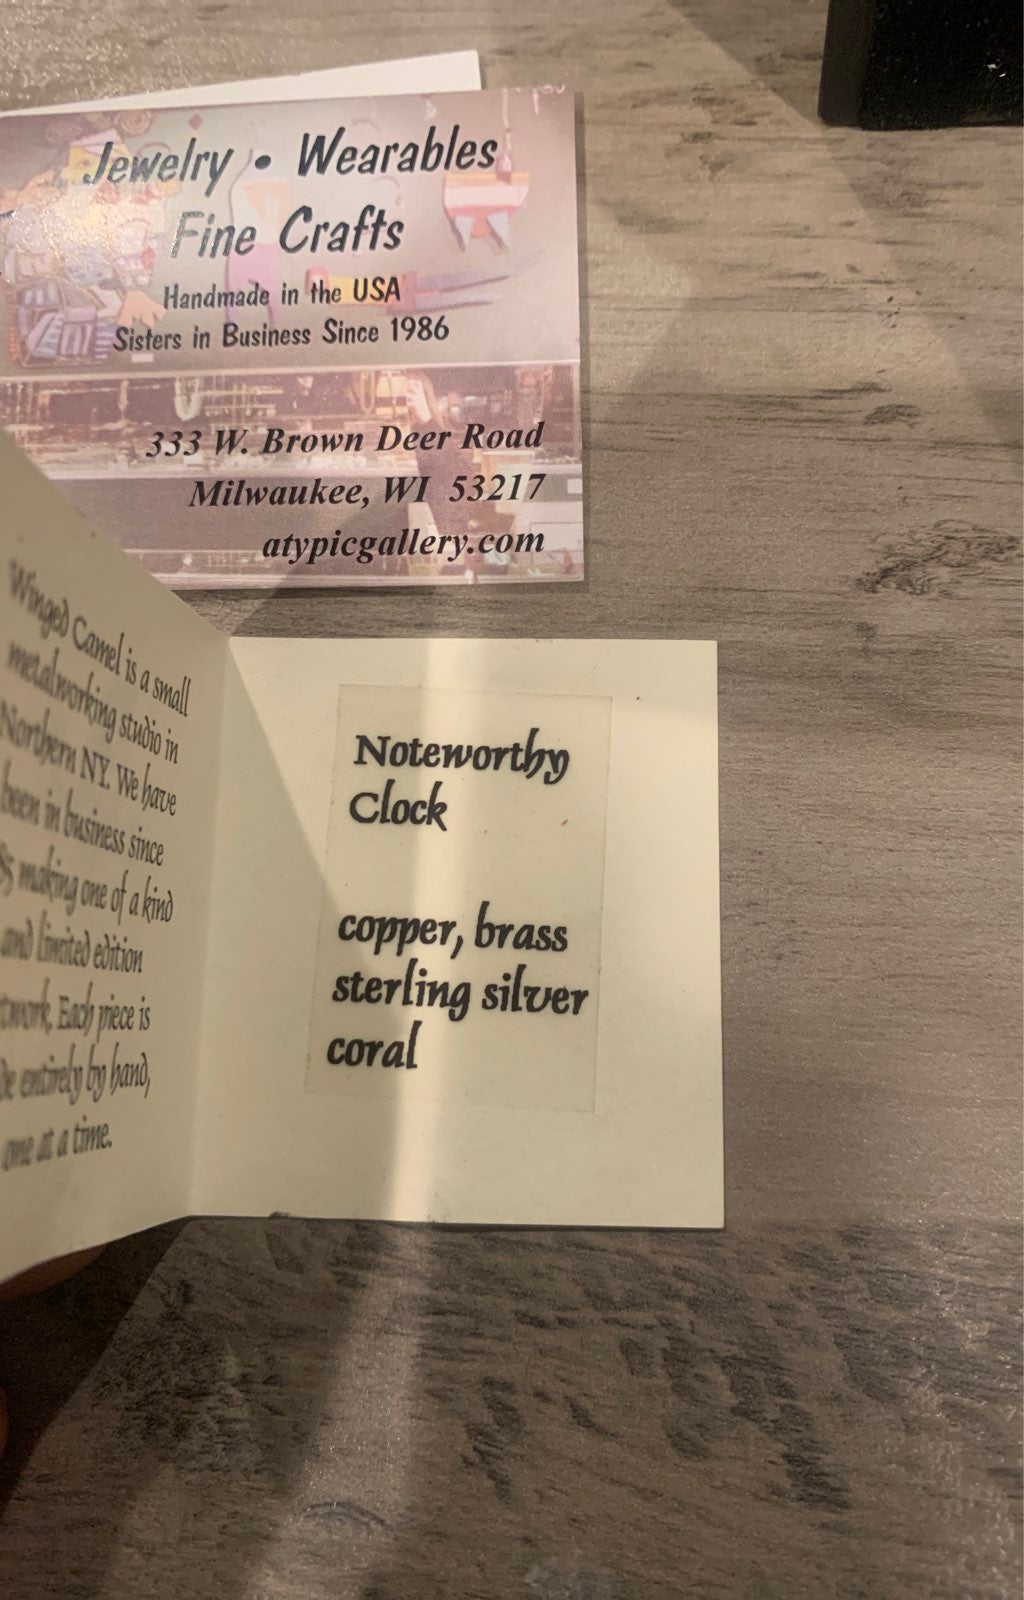 Jewelry • Wearables
Fine Crafts
Handmade in the USA
Sisters in Business Since 1986
333 W. Brown Deer Road
Milwaukee, WI 53217
atypicgallery.com
Winged Camel is a small
metalworking studio in
Northern NY. We have
been in business since
making one of a kind
and limited edition
Each piece is
entirely by hand,
one at a time.
Noteworthy
Clock
copper, brass
sterling silver
coral